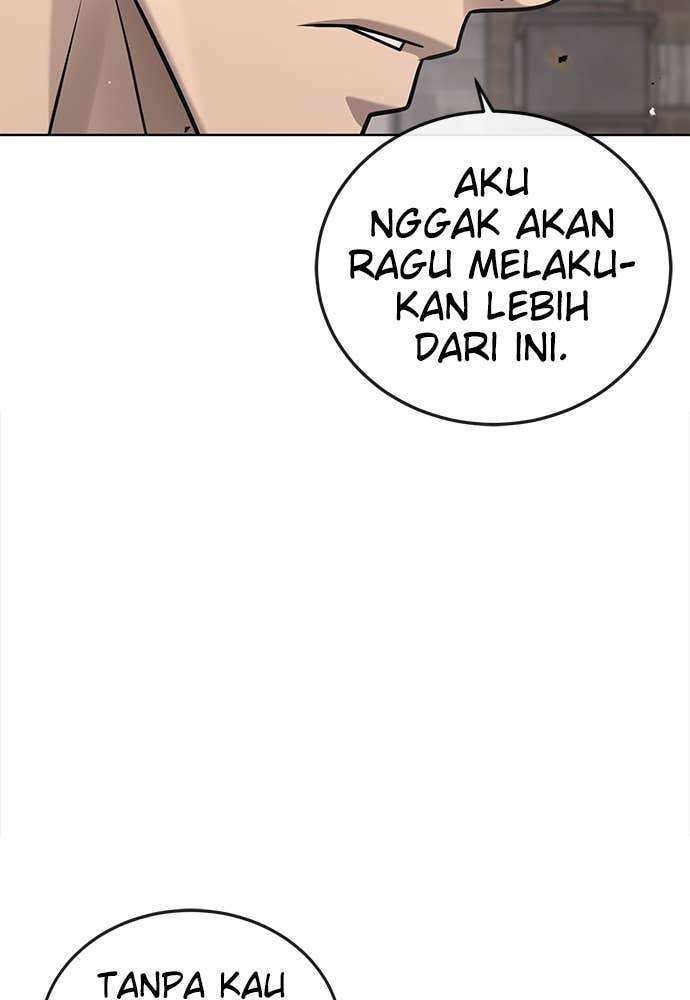 AKU
NGGAK AKAN
RAGU MELAKU-
KAN LEBIH
DARI INI.
TANPA KAU